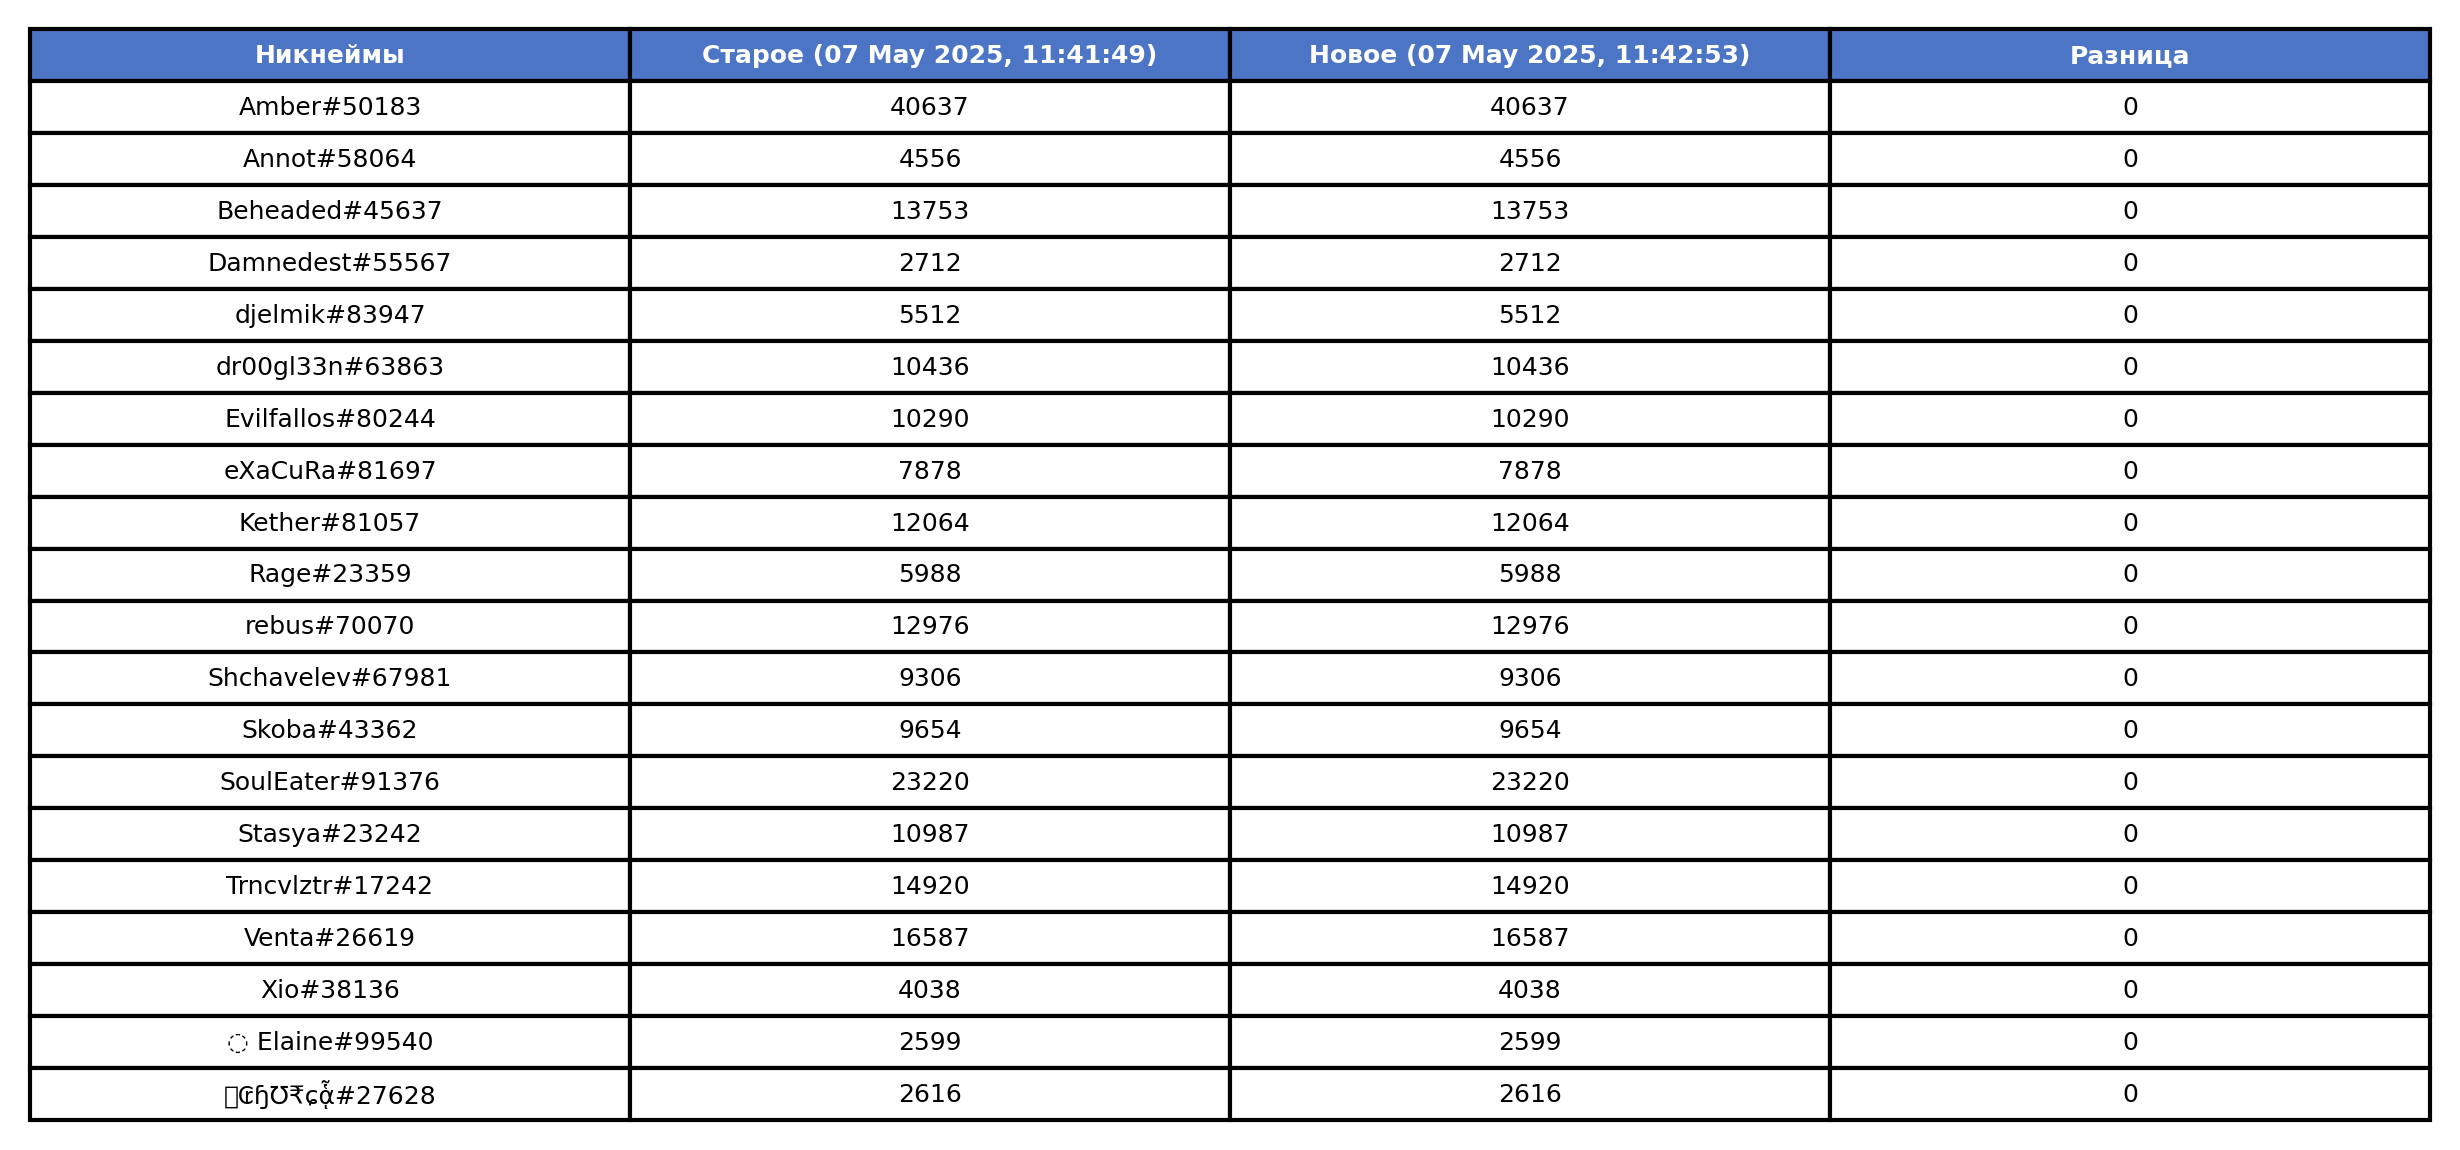 Никнеймы Старое (07 May 2025, 11:41:49) Новое (07 May 2025, 11:42:53) Разница
Amber#50183 40637 40637 0
Annot#58064 4556 4556 0
Beheaded#45637 13753 13753 0
Damnedest#55567 2712 2712 0
djelmik#83947 5512 5512 0
dr00gl33n#63863 10436 10436 0
Evilfallos#80244 10290 10290 0
eXaCuRa#81697 7878 7878 0
Kether#81057 12064 12064 0
Rage#23359 5988 5988 0
rebus#70070 12976 12976 0
Shchavelev#67981 9306 9306 0
Skoba#43362 9654 9654 0
SoulEater#91376 23220 23220 0
Stasya#23242 10987 10987 0
Trncvlztr#17242 14920 14920 0
Venta#26619 16587 16587 0
Xio#38136 4038 4038 0
◌ Elaine#99540 2599 2599 0
#27628 2616 2616 0